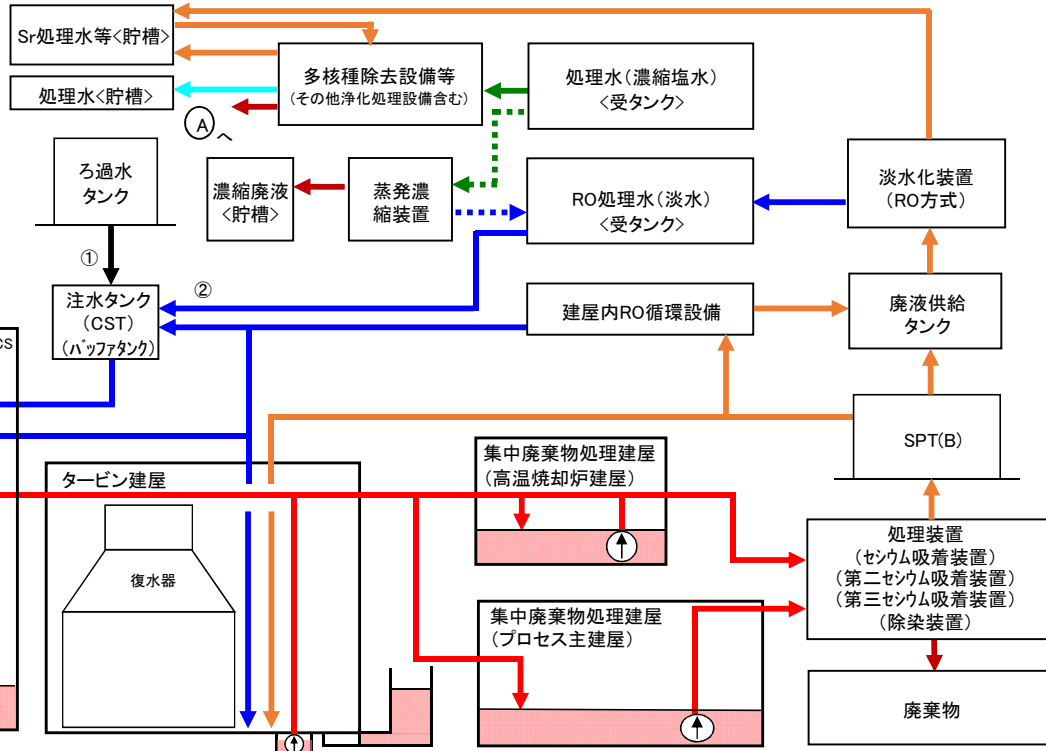 Sr処理水等<貯槽>
多核種除去設備等
(その他浄化処理設備含む)
処理水(濃縮塩水)
<受タンク>
処理水<貯槽>
A
へ
ろ過水
タンク
濃縮廃液
<貯槽>
蒸発濃
縮装置
RO処理水(淡水)
<受タンク>
淡水化装置
(RO方式)
①
②
注水タンク
(CST)
(バッファタンク)
建屋内RO循環設備
廃液供給
タンク
CS
SPT(B)
タービン建屋
復水器
集中廃棄物処理建屋
(高温焼却炉建屋)
処理装置
(セシウム吸着装置)
(第二セシウム吸着装置)
(第三セシウム吸着装置)
(除染装置)
集中廃棄物処理建屋
(プロセス主建屋)
廃棄物